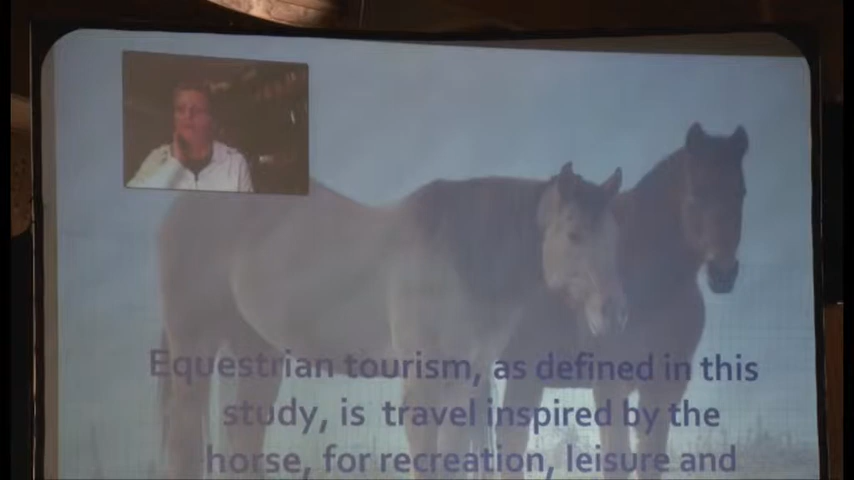 Equestrian tourism, as defined in this
study, is travel inspired by the
horse, for recreation, leisure and